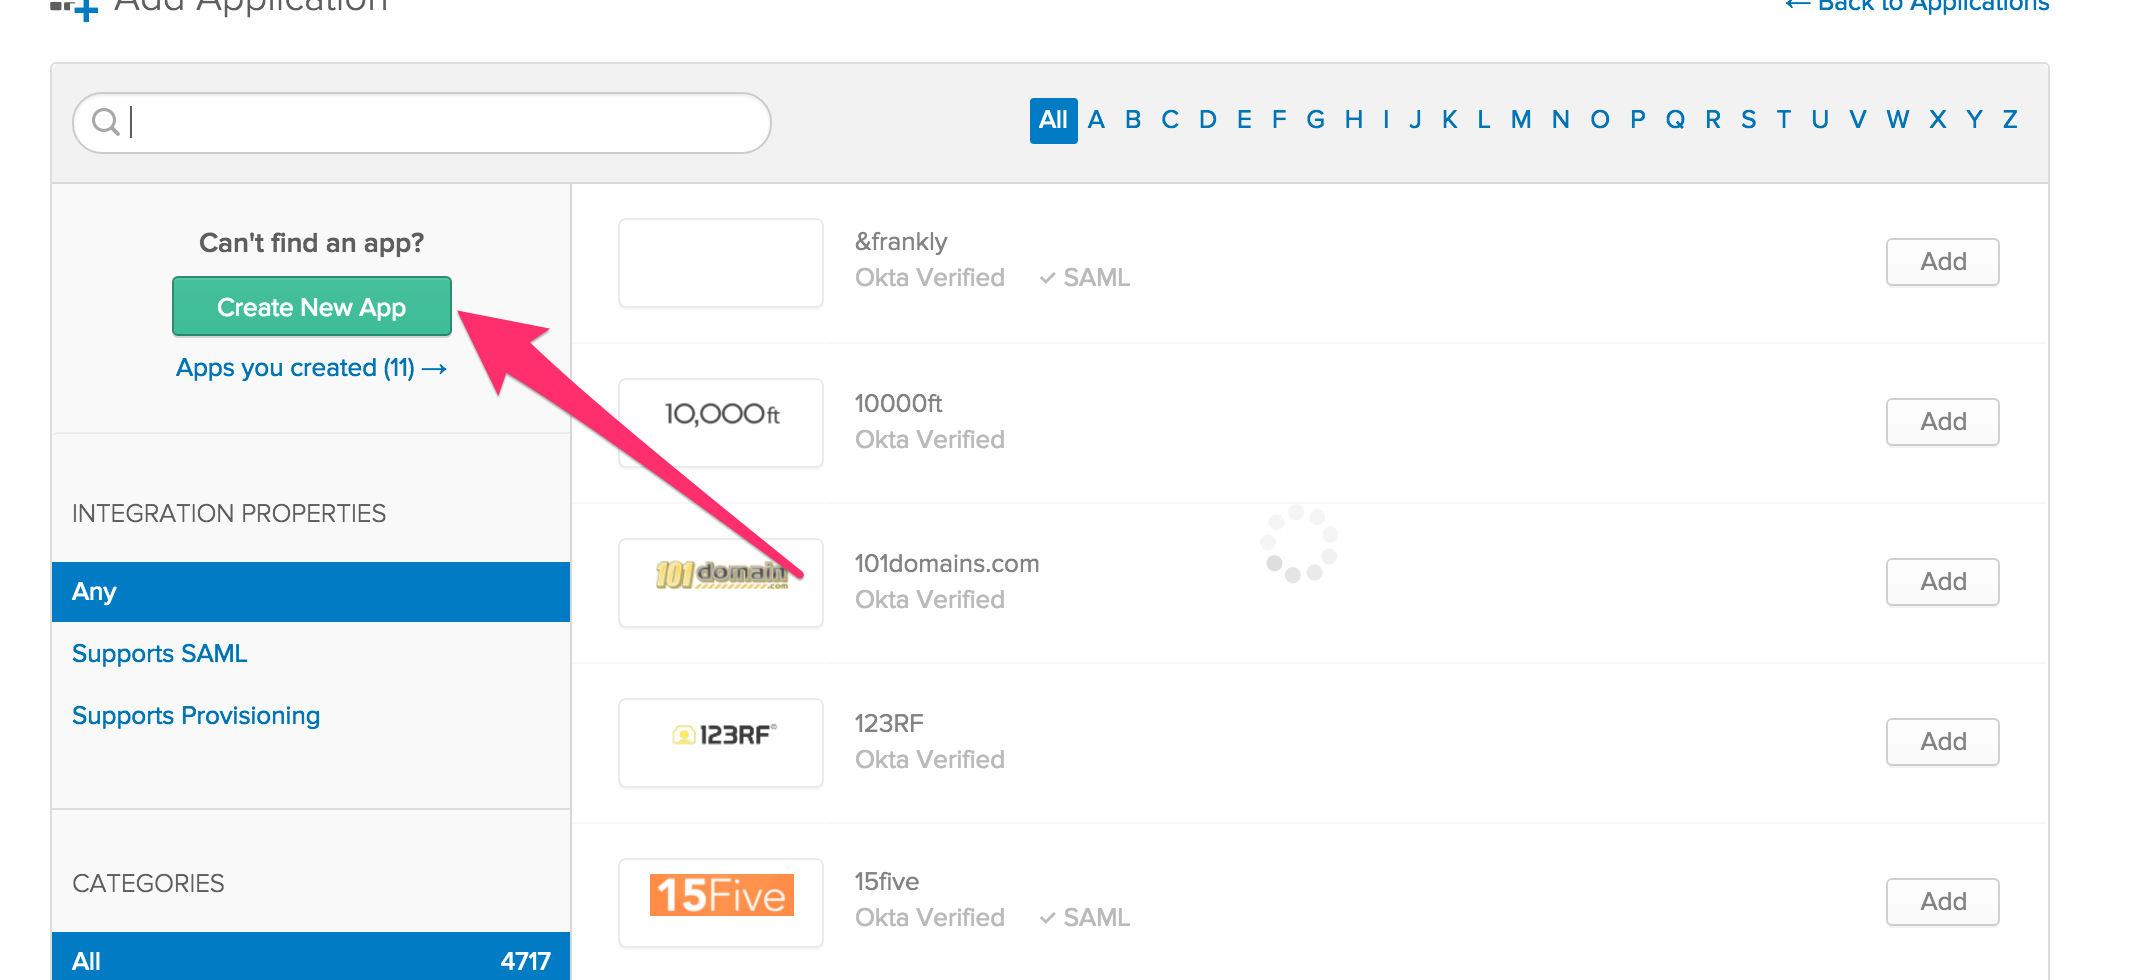 Add Application
← Back to Applications
All A B C D E F G H I J K L M N O P Q R S T U V W X Y Z
Can't find an app?
Create New App
Apps you created (11) →
INTEGRATION PROPERTIES
Any
Supports SAML
Supports Provisioning
CATEGORIES
All 4717
&frankly
Okta Verified ✓ SAML
Add
10,000ft
10000ft
Okta Verified
Add
101domain
.com
101domains.com
Okta Verified
Add
123RF®
123RF
Okta Verified
Add
15Five
15five
Okta Verified ✓ SAML
Add